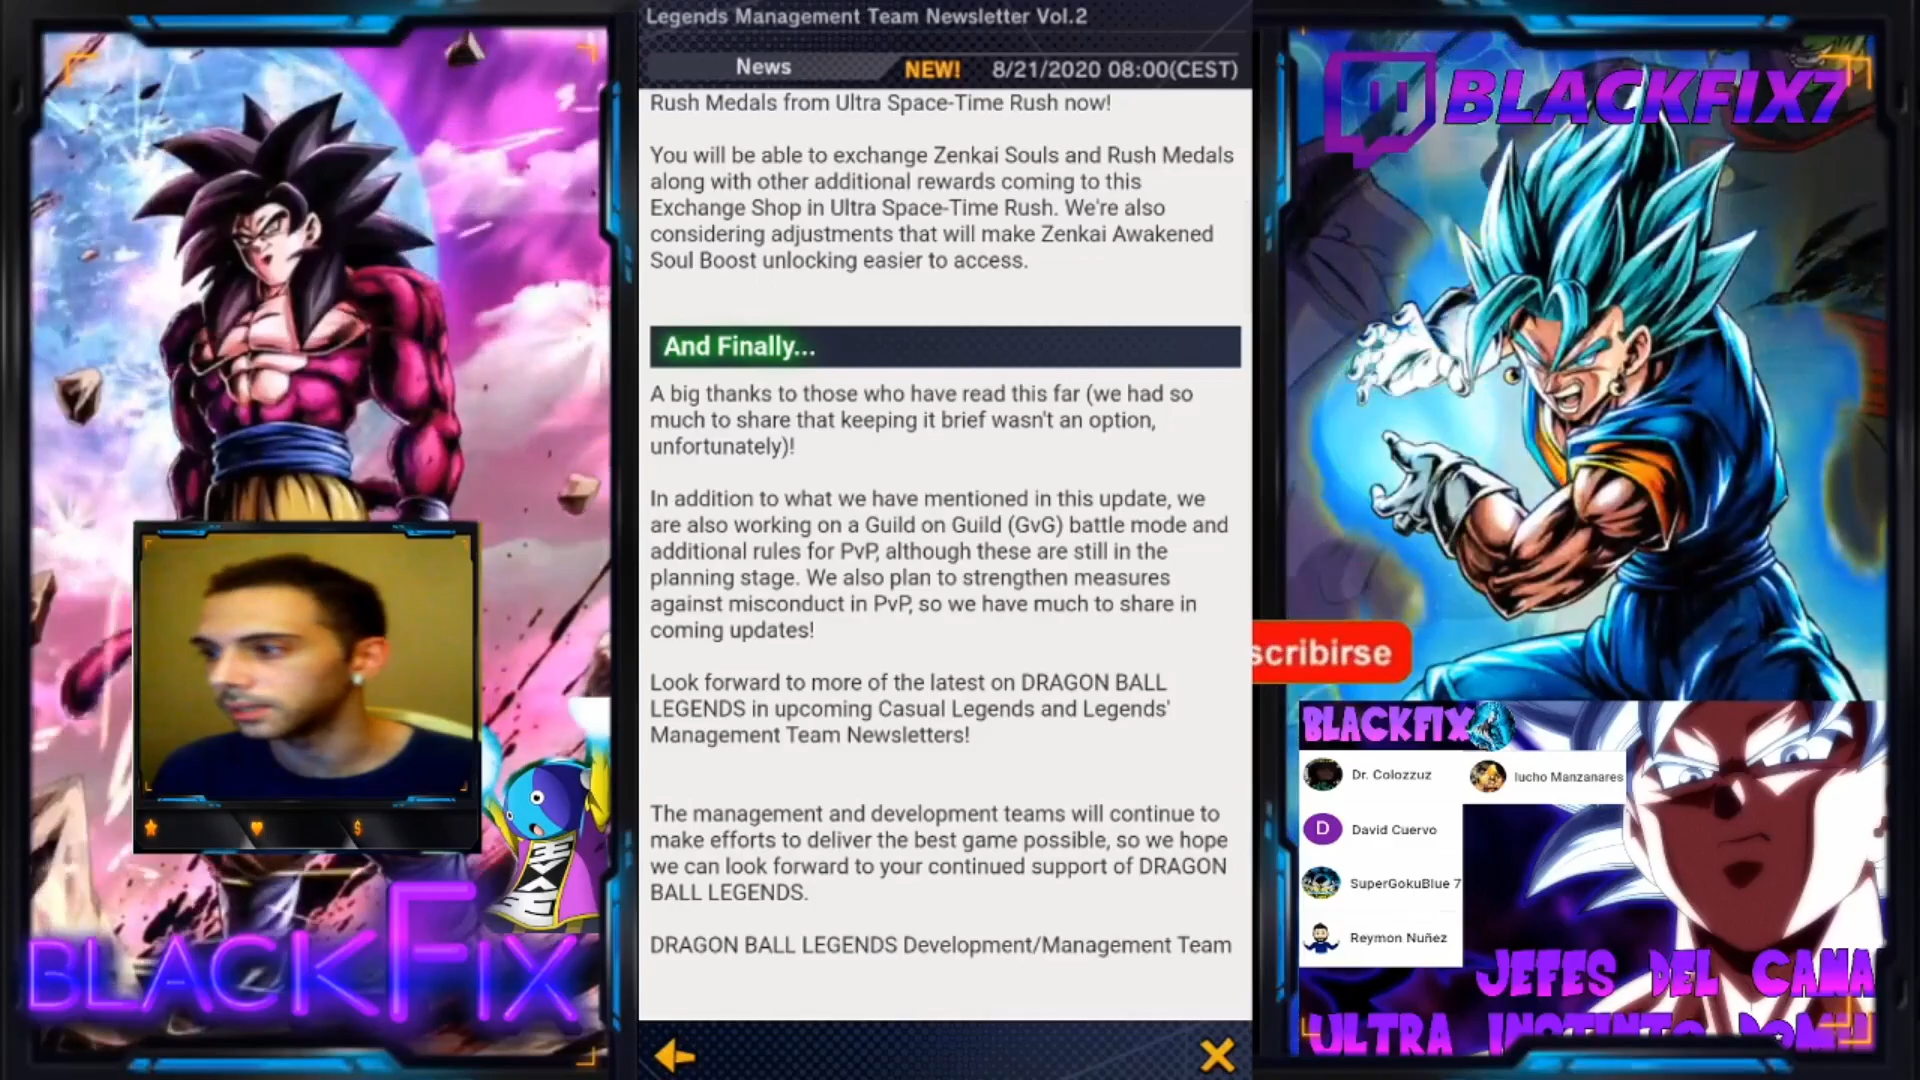 Legends Management Team Newsletter Vol.2
News NEW! 8/21/2020 08:00(CEST)
Rush Medals from Ultra Space-Time Rush now!
You will be able to exchange Zenkai Souls and Rush Medals
along with other additional rewards coming to this
Exchange Shop in Ultra Space-Time Rush. We're also
considering adjustments that will make Zenkai Awakened
Soul Boost unlocking easier to access.
And Finally...
A big thanks to those who have read this far (we had so
much to share that keeping it brief wasn't an option,
unfortunately)!
In addition to what we have mentioned in this update, we
are also working on a Guild on Guild (GvG) battle mode and
additional rules for PvP, although these are still in the
planning stage. We also plan to strengthen measures
against misconduct in PvP, so we have much to share in
coming updates!
Look forward to more of the latest on DRAGON BALL
LEGENDS in upcoming Casual Legends and Legends'
Management Team Newsletters!
The management and development teams will continue to
make efforts to deliver the best game possible, so we hope
we can look forward to your continued support of DRAGON
BALL LEGENDS.
DRAGON BALL LEGENDS Development/Management Team
BLACKFIX
BLACKFIX7
scribirse
BLACKFIX
Dr. Colozzuz
lucho Manzanares
D David Cuervo
SuperGokuBlue 7
Reymon Nuñez
JEFES DEL CANA
ULTRA INSTINTO DOMI